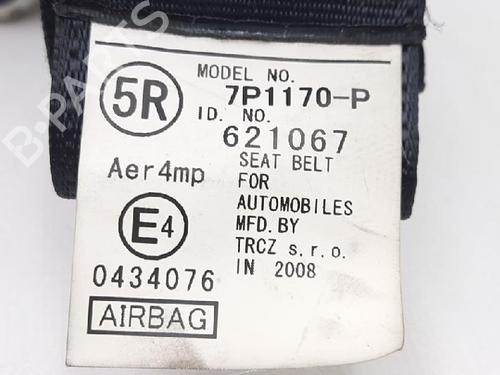 MODEL NO.
5R
7P1170-P
ID. NO.
621067
Aer4mp
SEAT BELT
FOR
AUTOMOBILES
E4
MFD. BY
TRCZ s.r.o.
0434076
IN 2008
AIRBAG
B-PARTS